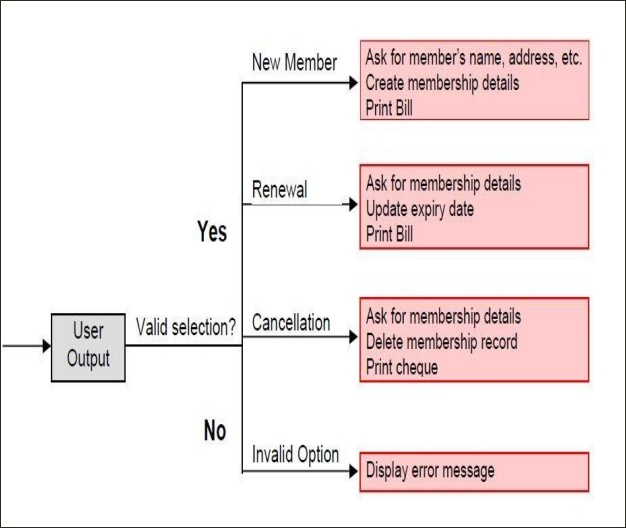 New Member
Ask for member's name, address, etc.
Create membership details
Print Bill
Renewal
Ask for membership details
Update expiry date
Print Bill
Yes
User
Output
Valid selection?
Cancellation
Ask for membership details
Delete membership record
Print cheque
No
Invalid Option
Display error message